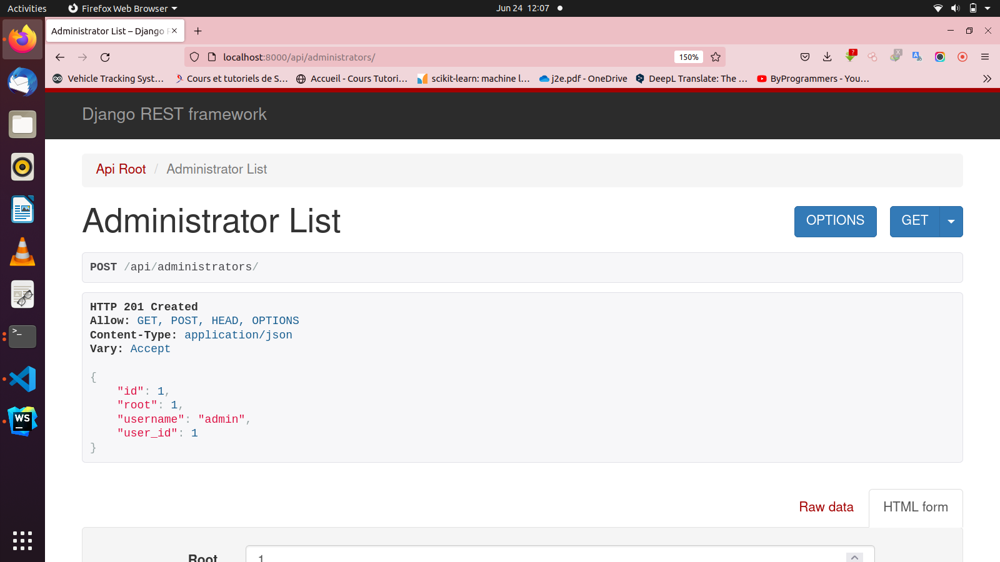 Activities
Firefox Web Browser
Jun 24 12:07
Administrator List – Django
localhost:8000/api/administrators/
150%
Vehicle Tracking Syst…
Cours et tutoriels de S…
Accueil - Cours Tutori…
scikit-learn: machine l…
j2e.pdf - OneDrive
DeepL Translate: The …
ByProgrammers - You…
Django REST framework
Api Root / Administrator List
Administrator List
OPTIONS
GET
POST /api/administrators/
HTTP 201 Created
Allow: GET, POST, HEAD, OPTIONS
Content-Type: application/json
Vary: Accept
{
    "id": 1,
    "root": 1,
    "username": "admin",
    "user_id": 1
}
Raw data
HTML form
Root
1
WS